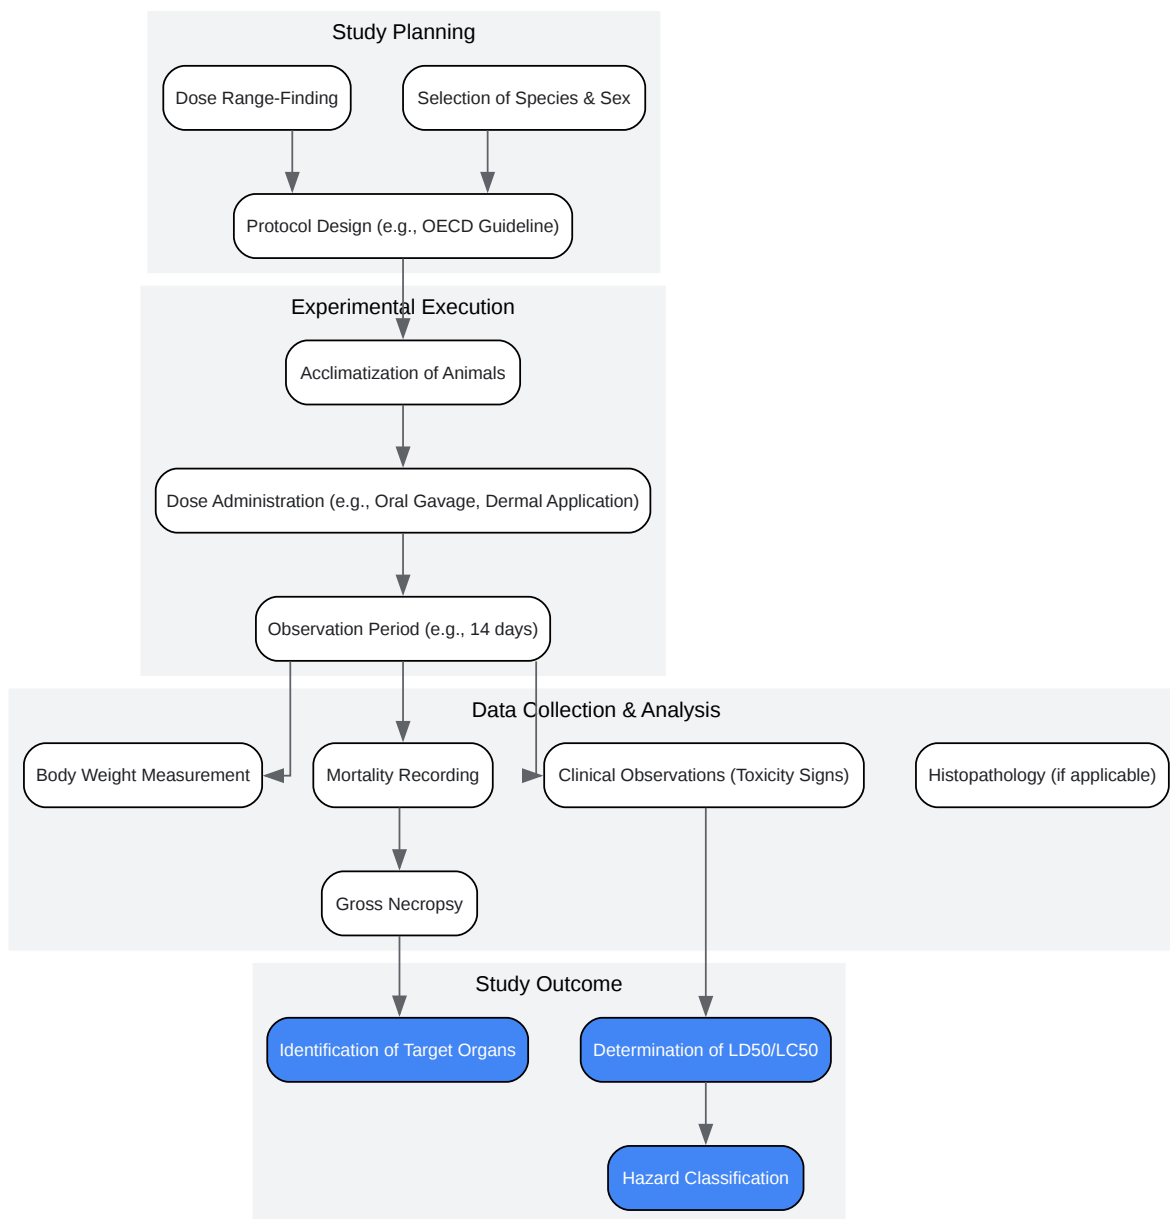 Study Planning
Dose Range-Finding
Selection of Species & Sex
Protocol Design (e.g., OECD Guideline)
Experimental Execution
Acclimatization of Animals
Dose Administration (e.g., Oral Gavage, Dermal Application)
Observation Period (e.g., 14 days)
Data Collection & Analysis
Body Weight Measurement
Mortality Recording
Clinical Observations (Toxicity Signs)
Histopathology (if applicable)
Gross Necropsy
Study Outcome
Identification of Target Organs
Determination of LD50/LC50
Hazard Classification